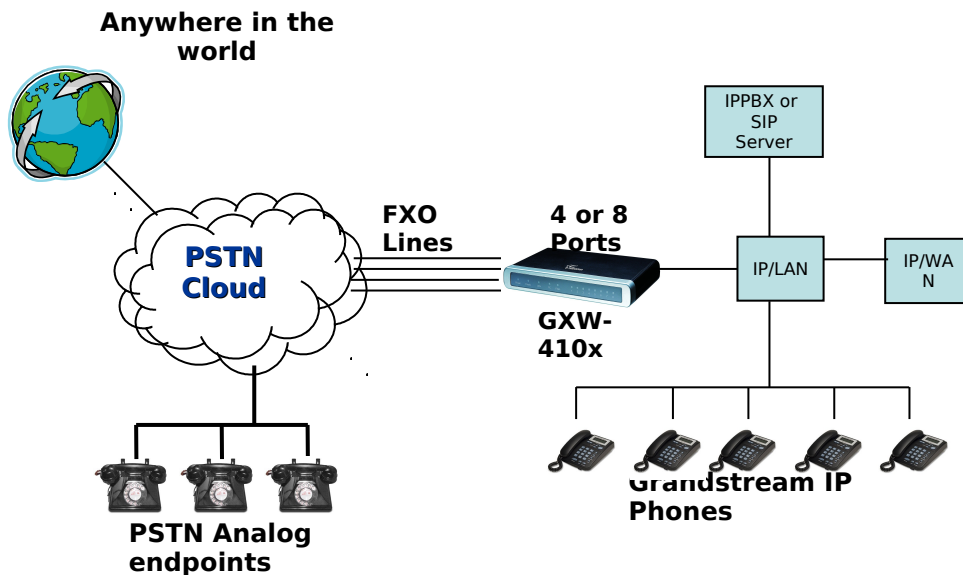 Anywhere in the
world
IPPBX or
SIP
Server
FXO
Lines
4 or 8
Ports
PSTN
Cloud
IP/LAN
IP/WA
N
GXW-
410x
Grandstream IP
Phones
PSTN Analog
endpoints